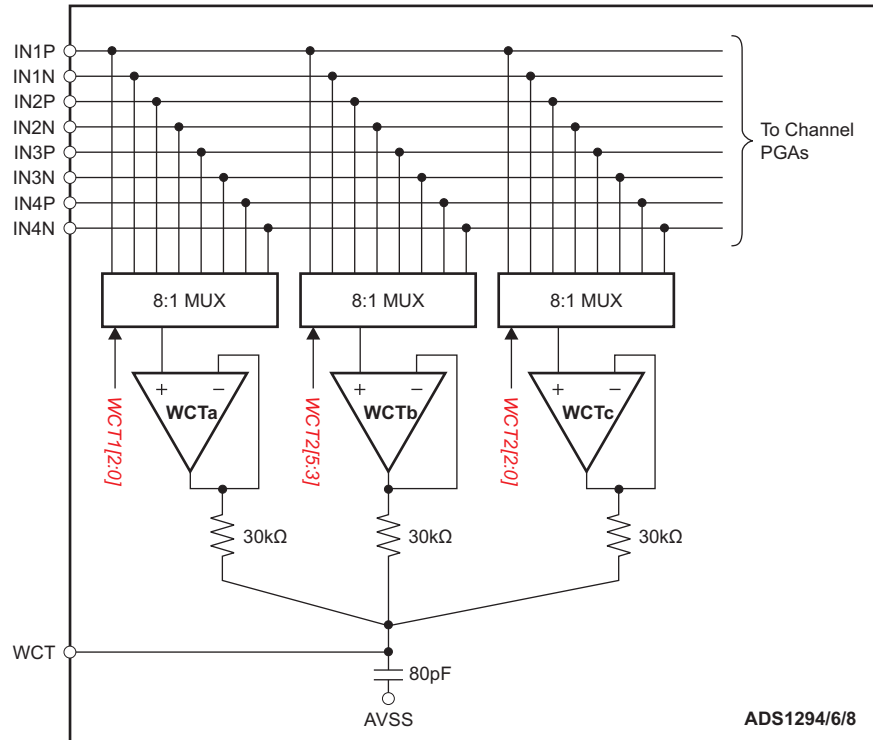 IN1P
IN1N
IN2P
IN2N
IN3P
IN3N
IN4P
IN4N
To Channel
PGAs
8:1 MUX
8:1 MUX
8:1 MUX
+ −
+ −
+ −
WCTa
WCTb
WCTc
WCT1[2:0]
WCT2[5:3]
WCT2[2:0]
30kΩ
30kΩ
30kΩ
WCT
80pF
AVSS
ADS1294/6/8